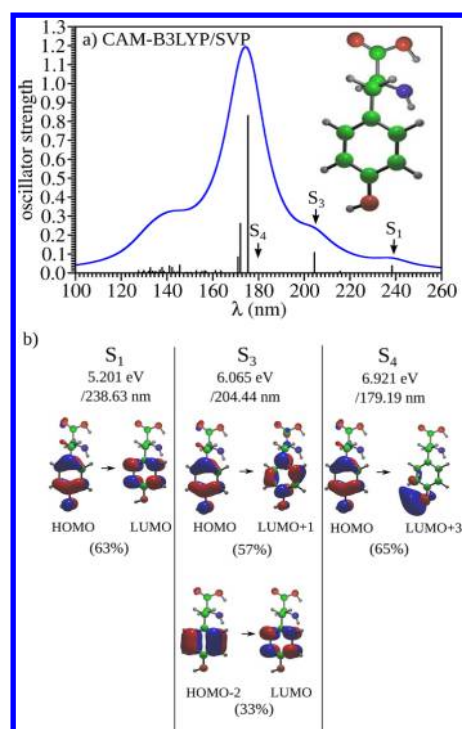 a) CAM-B3LYP/SVP
oscillator strength
1.3
1.2
1.1
1.0
0.9
0.8
0.7
0.6
0.5
0.4
0.3
0.2
0.1
0.0
S4
S3
S1
100 120 140 160 180 200 220 240 260
λ (nm)
b)
S1 S3 S4
5.201 eV 6.065 eV 6.921 eV
/238.63 nm /204.44 nm /179.19 nm
HOMO LUMO HOMO LUMO+1 HOMO LUMO+3
(63%) (57%) (65%)
HOMO-2 LUMO
(33%)